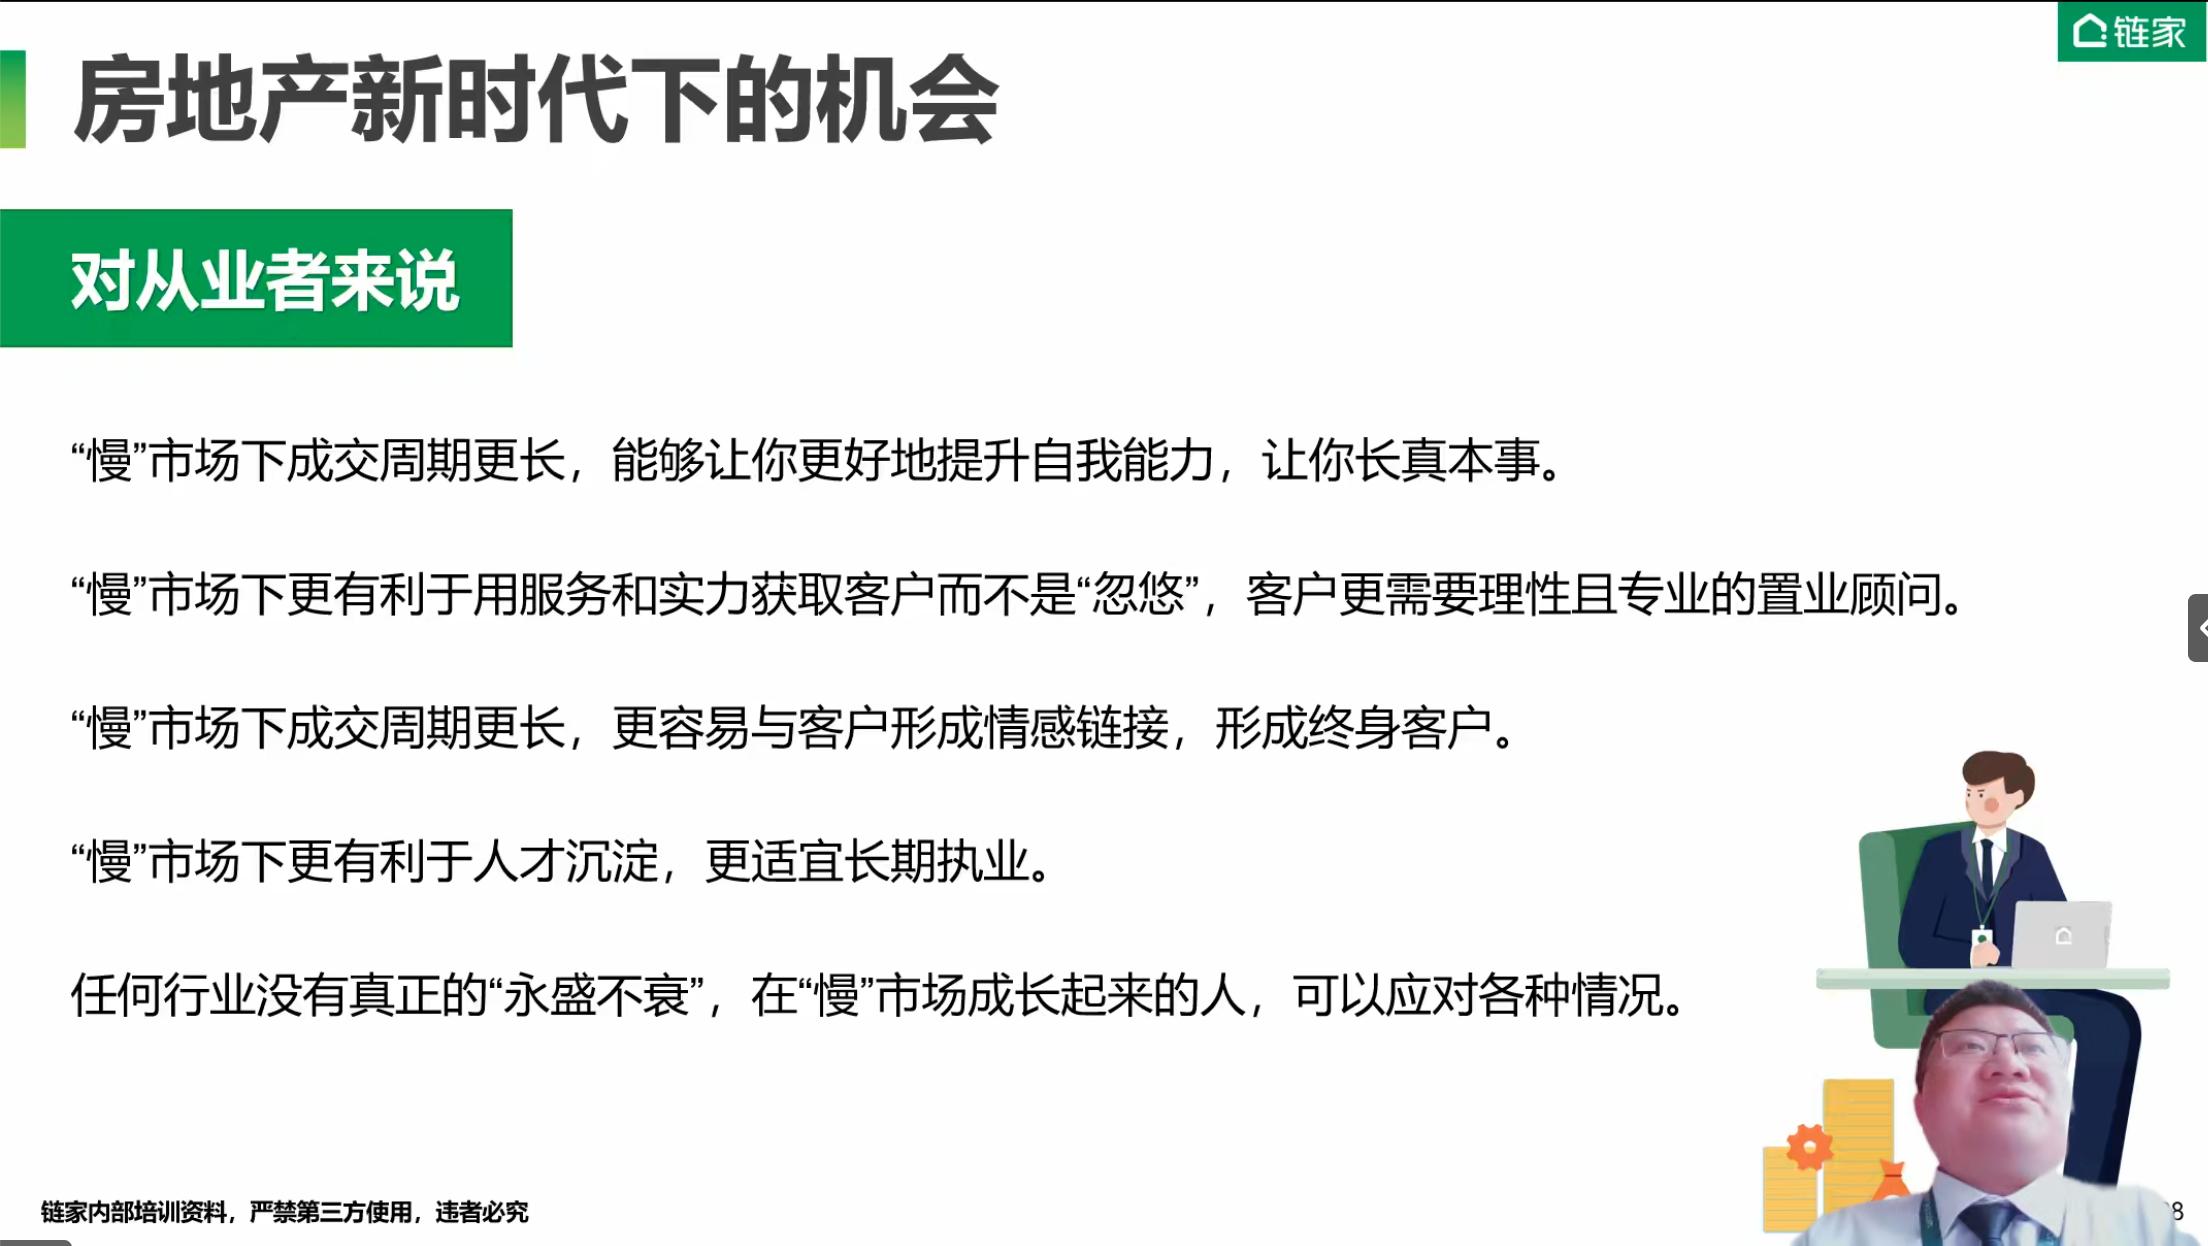 链家
房地产新时代下的机会
对从业者来说
“慢”市场下成交周期更长，能够让你更好地提升自我能力，让你长真本事。
“慢”市场下更有利于用服务和实力获取客户而不是“忽悠”，客户更需要理性且专业的置业顾问。
“慢”市场下成交周期更长，更容易与客户形成情感链接，形成终身客户。
“慢”市场下更有利于人才沉淀，更适宜长期执业。
任何行业没有真正的“永盛不衰”，在“慢”市场成长起来的人，可以应对各种情况。
链家内部培训资料，严禁第三方使用，违者必究